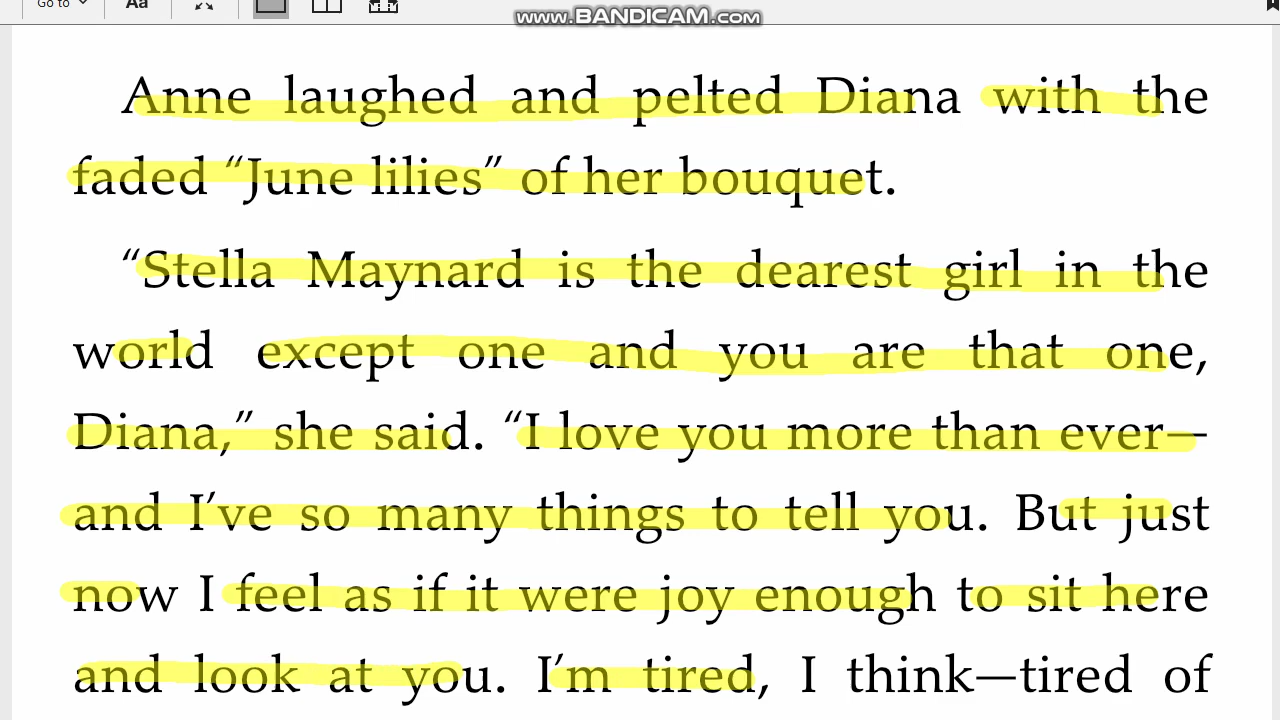 Go to
Aa
www.BANDICAM.com
Anne laughed and pelted Diana with the
faded “June lilies” of her bouquet.
“Stella Maynard is the dearest girl in the
world except one and you are that one,
Diana,” she said. “I love you more than ever—
and I’ve so many things to tell you. But just
now I feel as if it were joy enough to sit here
and look at you. I’m tired, I think—tired of